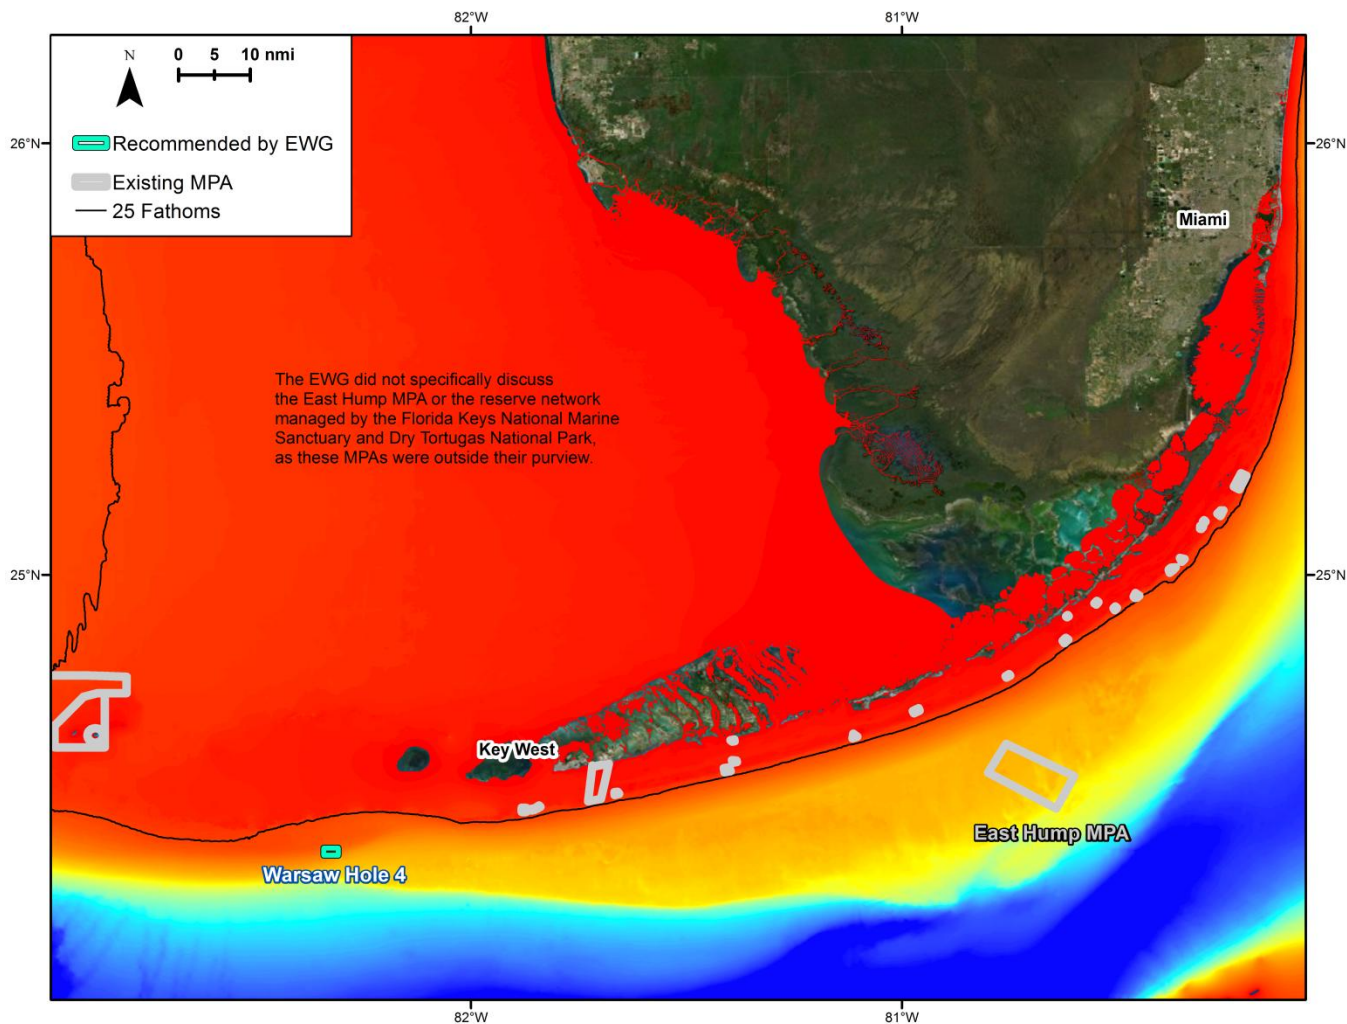 82°W
81°W
N
0 5 10 nmi
Recommended by EWG
Existing MPA
25 Fathoms
26°N
26°N
Miami
The EWG did not specifically discuss
the East Hump MPA or the reserve network
managed by the Florida Keys National Marine
Sanctuary and Dry Tortugas National Park,
as these MPAs were outside their purview.
25°N
25°N
Key West
East Hump MPA
Warsaw Hole 4
82°W
81°W